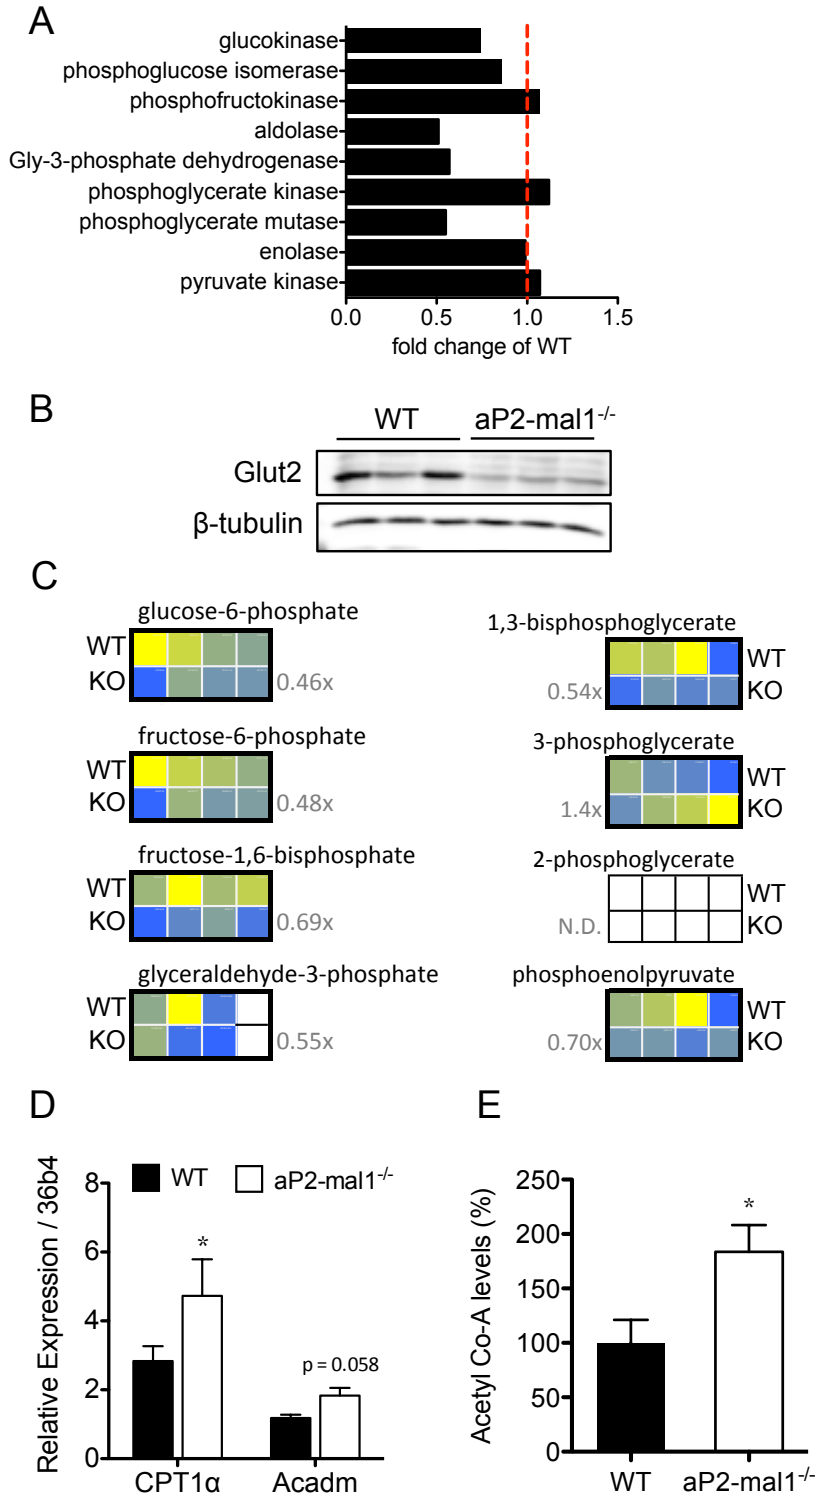 A
glucokinase
phosphoglucose isomerase
phosphofructokinase
aldolase
Gly-3-phosphate dehydrogenase
phosphoglycerate kinase
phosphoglycerate mutase
enolase
pyruvate kinase
0.0 0.5 1.0 1.5
fold change of WT
B
WT aP2-mal1-/-
Glut2
β-tubulin
C
glucose-6-phosphate
WT
KO 0.46x
fructose-6-phosphate
WT
KO 0.48x
fructose-1,6-bisphosphate
WT
KO 0.69x
glyceraldehyde-3-phosphate
WT
KO 0.55x
1,3-bisphosphoglycerate
WT
0.54x KO
3-phosphoglycerate
WT
1.4x KO
2-phosphoglycerate
WT
N.D. KO
phosphoenolpyruvate
WT
0.70x KO
D
Relative Expression / 36b4
8
6
4
2
0
WT aP2-mal1-/-
*
p = 0.058
CPT1α Acadm
E
Acetyl Co-A levels (%)
250
200
150
100
50
0
*
WT aP2-mal1-/-